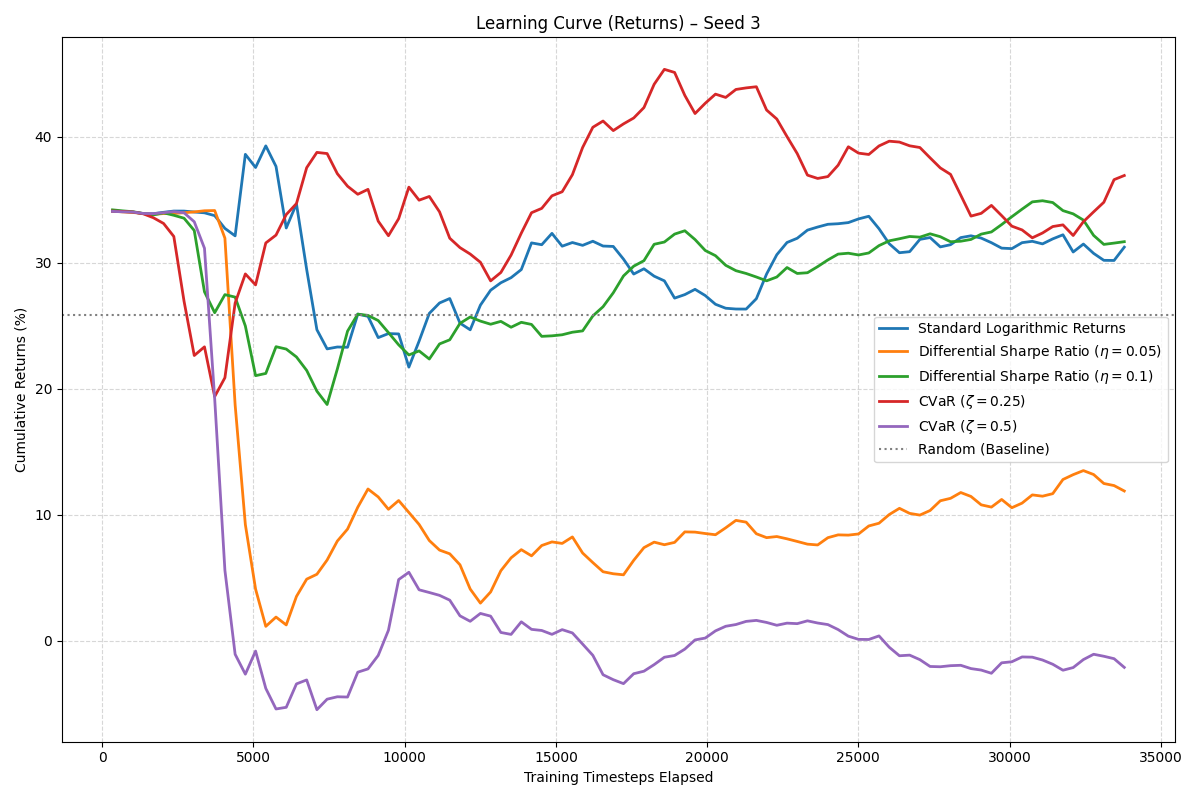 Learning Curve (Returns) – Seed 3
Cumulative Returns (%)
40
30
20
10
0
Standard Logarithmic Returns
Differential Sharpe Ratio (η = 0.05)
Differential Sharpe Ratio (η = 0.1)
CVaR (ζ = 0.25)
CVaR (ζ = 0.5)
Random (Baseline)
0 5000 10000 15000 20000 25000 30000 35000
Training Timesteps Elapsed